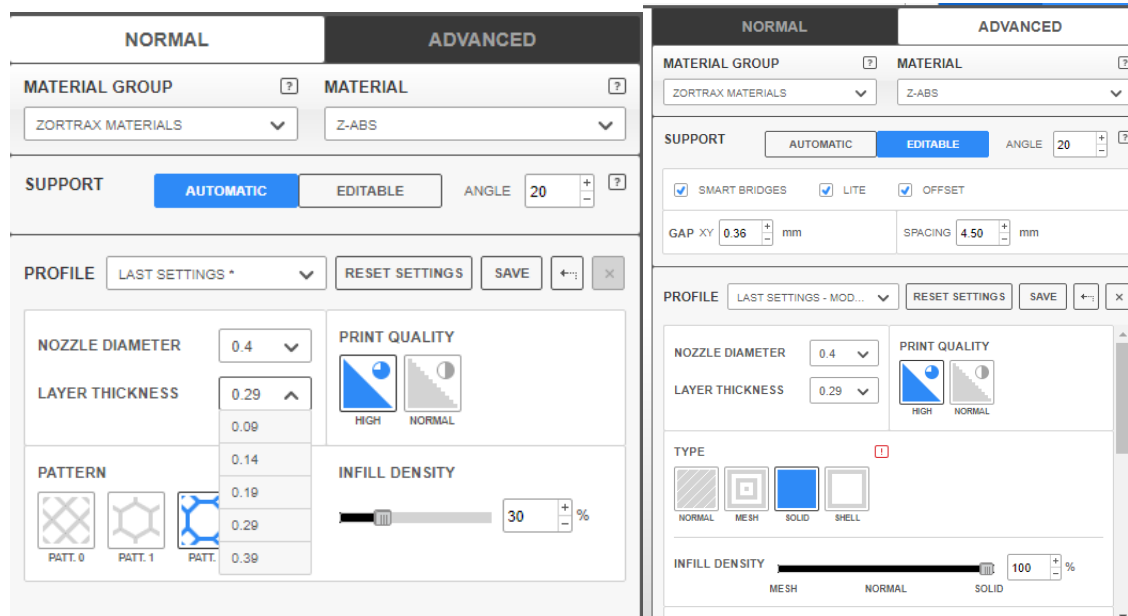 NORMAL ADVANCED
MATERIAL GROUP ? MATERIAL ?
ZORTRAX MATERIALS Z-ABS
SUPPORT AUTOMATIC EDITABLE ANGLE 20 + - ?
PROFILE LAST SETTINGS * RESET SETTINGS SAVE ×
NOZZLE DIAMETER 0.4
LAYER THICKNESS 0.29
0.09
0.14
0.19
0.29
0.39
PRINT QUALITY
HIGH NORMAL
PATTERN
PATT. 0 PATT. 1 PATT.
INFILL DENSITY
30 + - %
NORMAL ADVANCED
MATERIAL GROUP ? MATERIAL ?
ZORTRAX MATERIALS Z-ABS
SUPPORT AUTOMATIC EDITABLE ANGLE 20 + - ?
SMART BRIDGES LITE OFFSET
GAP XY 0.36 + - mm SPACING 4.50 + - mm
PROFILE LAST SETTINGS - MOD... RESET SETTINGS SAVE ×
NOZZLE DIAMETER 0.4
LAYER THICKNESS 0.29
PRINT QUALITY
HIGH NORMAL
TYPE !
NORMAL MESH SOLID SHELL
INFILL DENSITY 100 + - %
MESH NORMAL SOLID